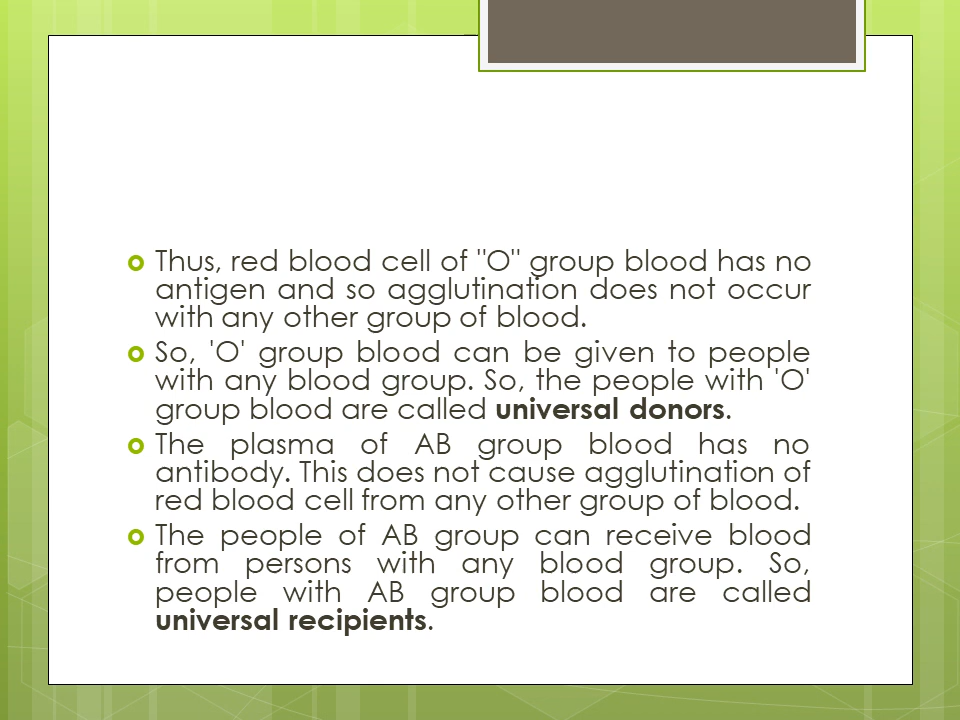 Thus, red blood cell of "O" group blood has no
antigen and so agglutination does not occur
with any other group of blood.
So, 'O' group blood can be given to people
with any blood group. So, the people with 'O'
group blood are called universal donors.
The plasma of AB group blood has no
antibody. This does not cause agglutination of
red blood cell from any other group of blood.
The people of AB group can receive blood
from persons with any blood group. So,
people with AB group blood are called
universal recipients.